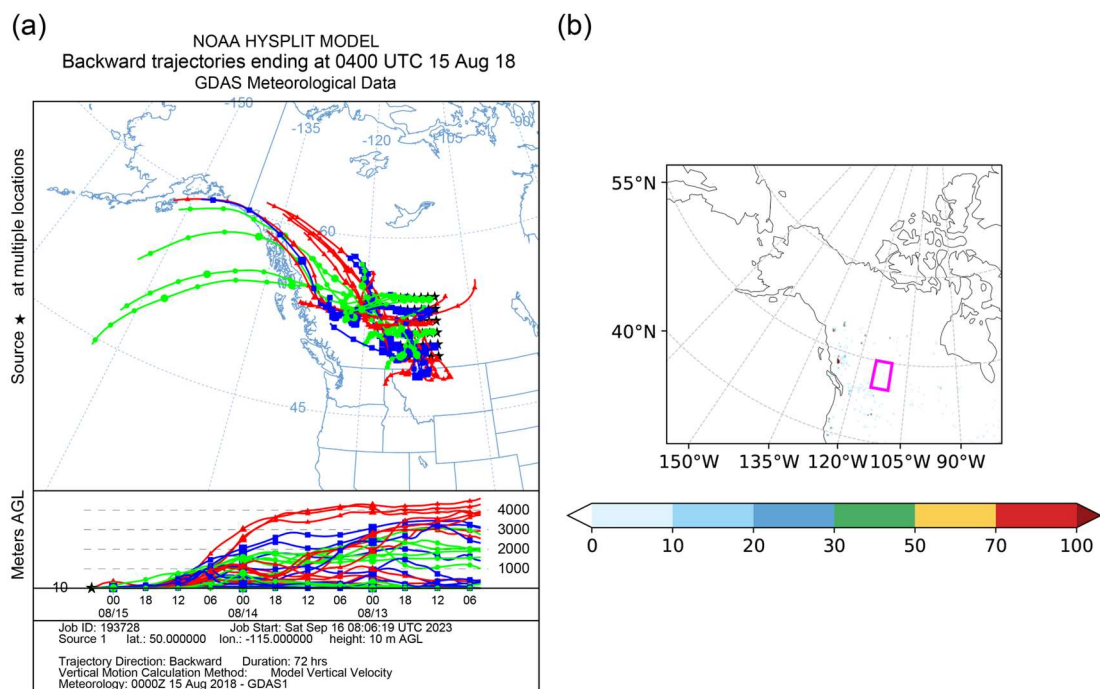 (a)
NOAA HYSPLIT MODEL
Backward trajectories ending at 0400 UTC 15 Aug 18
GDAS Meteorological Data
Source ★ at multiple locations
-150
-135
-120
-105
-90
60
45
Meters AGL
10
4000
3000
2000
1000
00 18 12 06 00 18 12 06 00 18 12 06
08/15 08/14 08/13
Job ID: 193728 Job Start: Sat Sep 16 08:06:19 UTC 2023
Source 1 lat.: 50.000000 lon.: -115.000000 height: 10 m AGL
Trajectory Direction: Backward Duration: 72 hrs
Vertical Motion Calculation Method: Model Vertical Velocity
Meteorology: 0000Z 15 Aug 2018 - GDAS1
(b)
55°N
40°N
150°W 135°W 120°W 105°W 90°W
0 10 20 30 50 70 100